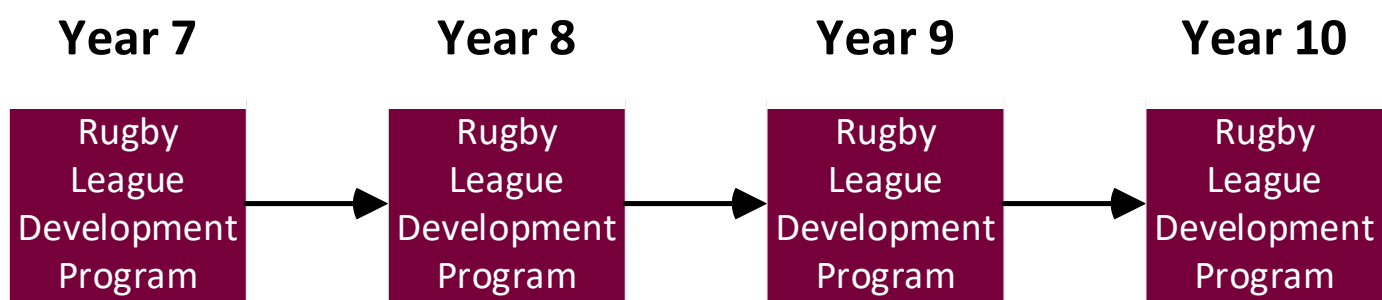 Year 7
Year 8
Year 9
Year 10
Rugby
League
Development
Program
Rugby
League
Development
Program
Rugby
League
Development
Program
Rugby
League
Development
Program